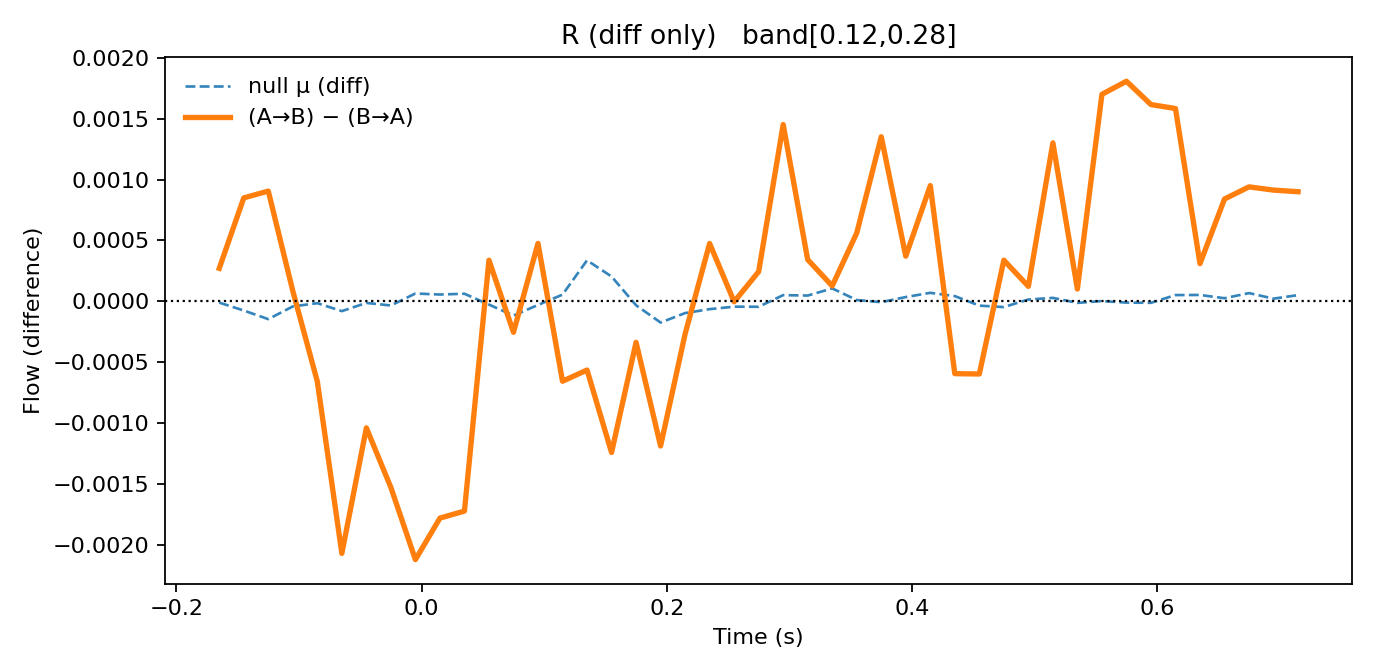 R (diff only)   band[0.12,0.28]
null μ (diff)
(A→B) − (B→A)
Flow (difference)
0.0020
0.0015
0.0010
0.0005
0.0000
−0.0005
−0.0010
−0.0015
−0.0020
−0.2 0.0 0.2 0.4 0.6
Time (s)